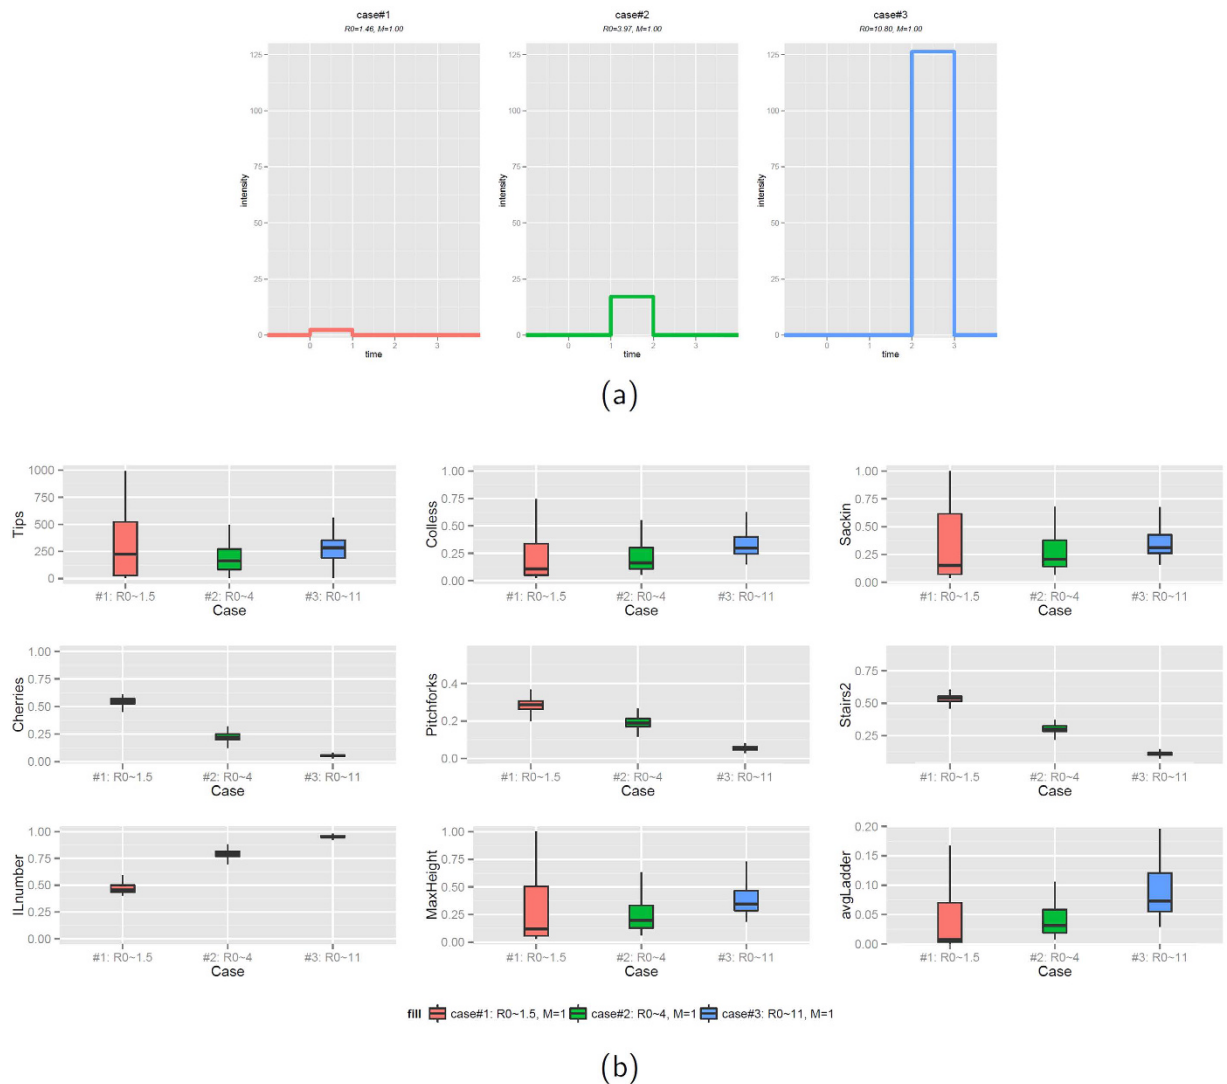 case#1
R0=1.46, M=1.00
intensity
125
100
75
50
25
0
0 1 2 3
time
case#2
R0=3.97, M=1.00
intensity
125
100
75
50
25
0
0 1 2 3
time
case#3
R0=10.80, M=1.00
intensity
125
100
75
50
25
0
0 1 2 3
time
(a)
Tips
1000
750
500
250
0
#1: R0~1.5 #2: R0~4 #3: R0~11
Case
Colless
1.00
0.75
0.50
0.25
0.00
#1: R0~1.5 #2: R0~4 #3: R0~11
Case
Sackin
1.00
0.75
0.50
0.25
0.00
#1: R0~1.5 #2: R0~4 #3: R0~11
Case
Cherries
1.00
0.75
0.50
0.25
0.00
#1: R0~1.5 #2: R0~4 #3: R0~11
Case
Pitchforks
0.4
0.2
0.0
#1: R0~1.5 #2: R0~4 #3: R0~11
Case
Stairs2
0.75
0.50
0.25
#1: R0~1.5 #2: R0~4 #3: R0~11
Case
ILnumber
1.00
0.75
0.50
0.25
0.00
#1: R0~1.5 #2: R0~4 #3: R0~11
Case
MaxHeight
1.00
0.75
0.50
0.25
0.00
#1: R0~1.5 #2: R0~4 #3: R0~11
Case
avgLadder
0.20
0.15
0.10
0.05
0.00
#1: R0~1.5 #2: R0~4 #3: R0~11
Case
fill case#1: R0~1.5, M=1 case#2: R0~4, M=1 case#3: R0~11, M=1
(b)